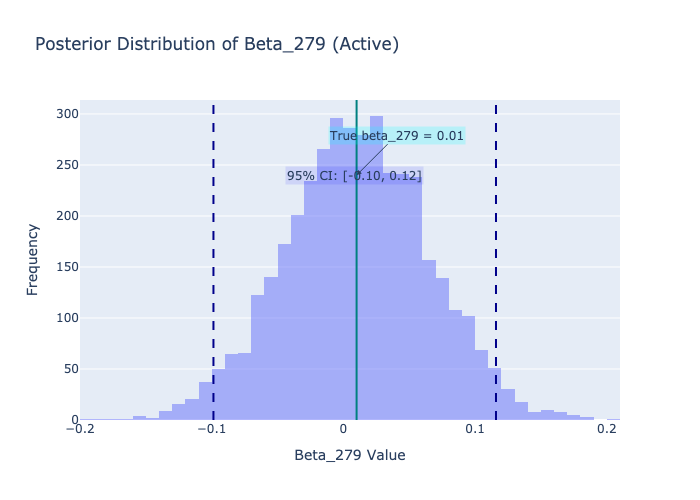 Posterior Distribution of Beta_279 (Active)
300
True beta_279 = 0.01
250
95% CI: [-0.10, 0.12]
200
Frequency
150
100
50
0
−0.2
−0.1
0
0.1
0.2
Beta_279 Value